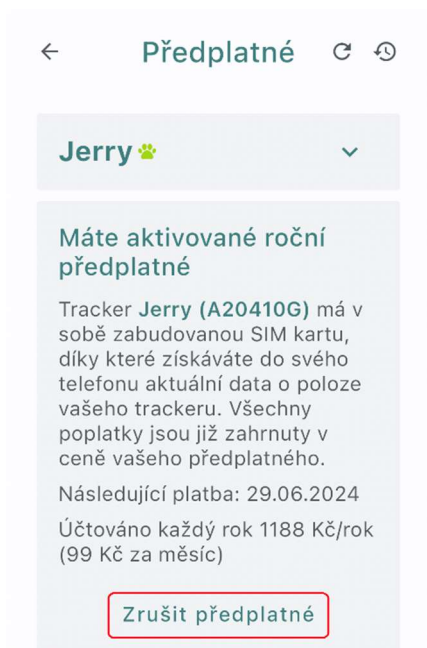 Předplatné
Jerry
Máte aktivované roční
předplatné
Tracker Jerry (A20410G) má v
sobě zabudovanou SIM kartu,
díky které získáváte do svého
telefonu aktuální data o poloze
vašeho trackeru. Všechny
poplatky jsou již zahrnuty v
ceně vašeho předplatného.
Následující platba: 29.06.2024
Účtováno každý rok 1188 Kč/rok
(99 Kč za měsíc)
Zrušit předplatné